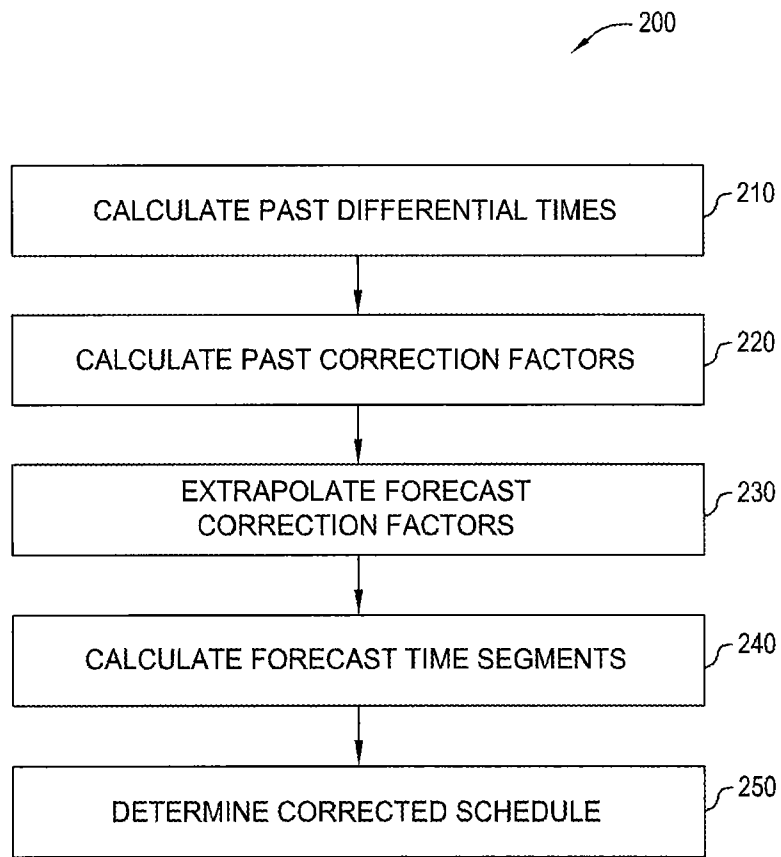 200
CALCULATE PAST DIFFERENTIAL TIMES
210
CALCULATE PAST CORRECTION FACTORS
220
EXTRAPOLATE FORECAST
CORRECTION FACTORS
230
CALCULATE FORECAST TIME SEGMENTS
240
DETERMINE CORRECTED SCHEDULE
250